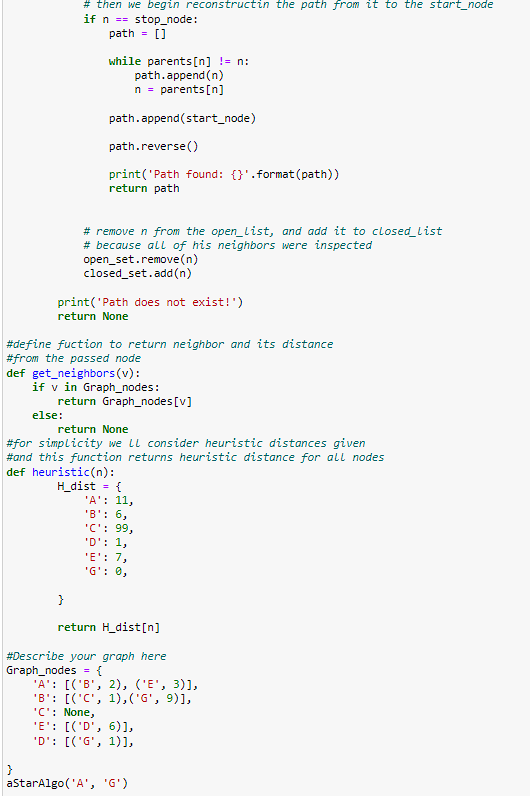 # then we begin reconstructin the path from it to the start_node
if n == stop_node:
path = []
while parents[n] != n:
path.append(n)
n = parents[n]
path.append(start_node)
path.reverse()
print('Path found: {}'.format(path))
return path
# remove n from the open_list, and add it to closed_list
# because all of his neighbors were inspected
open_set.remove(n)
closed_set.add(n)
print('Path does not exist!')
return None
#define fuction to return neighbor and its distance
#from the passed node
def get_neighbors(v):
if v in Graph_nodes:
return Graph_nodes[v]
else:
return None
#for simplicity we ll consider heuristic distances given
#and this function returns heuristic distance for all nodes
def heuristic(n):
H_dist = {
'A': 11,
'B': 6,
'C': 99,
'D': 1,
'E': 7,
'G': 0,
}
return H_dist[n]
#Describe your graph here
Graph_nodes = {
'A': [('B', 2), ('E', 3)],
'B': [('C', 1),('G', 9)],
'C': None,
'E': [('D', 6)],
'D': [('G', 1)],
}
aStarAlgo('A', 'G')